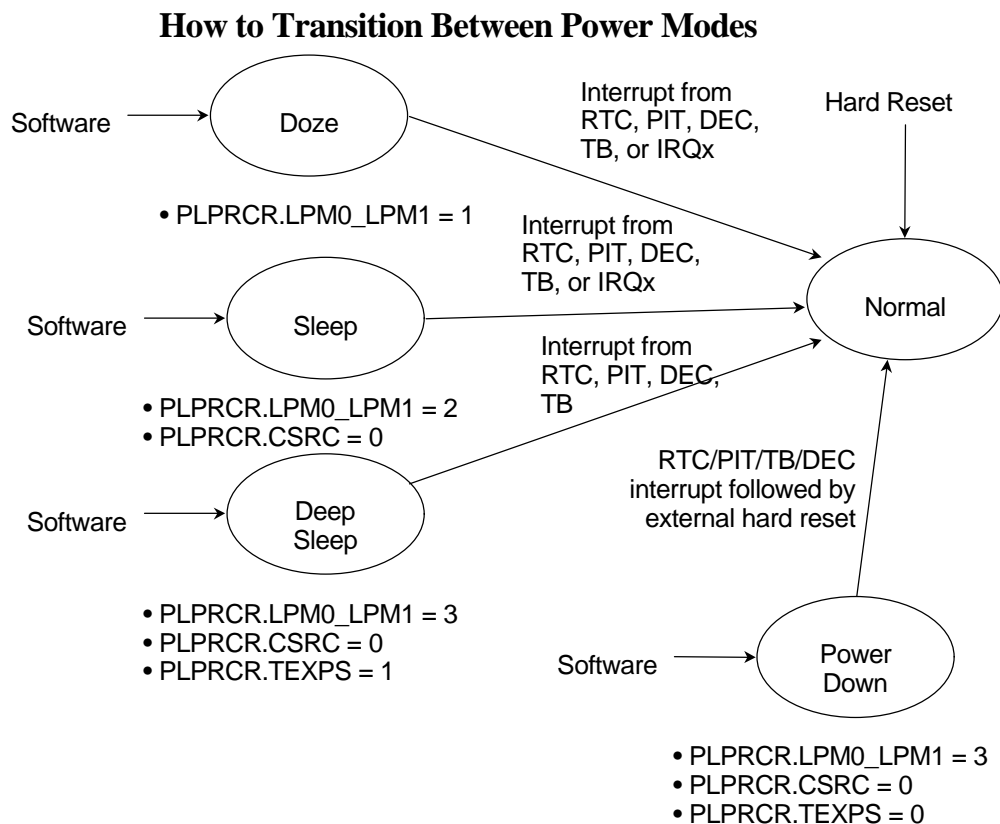 How to Transition Between Power Modes
Software
Doze
Interrupt from
RTC, PIT, DEC,
TB, or IRQx
Hard Reset
• PLPRCR.LPM0_LPM1 = 1
Interrupt from
RTC, PIT, DEC,
TB, or IRQx
Software
Sleep
Normal
Interrupt from
RTC, PIT, DEC,
TB
• PLPRCR.LPM0_LPM1 = 2
• PLPRCR.CSRC = 0
Software
Deep
Sleep
RTC/PIT/TB/DEC
interrupt followed by
external hard reset
• PLPRCR.LPM0_LPM1 = 3
• PLPRCR.CSRC = 0
• PLPRCR.TEXPS = 1
Software
Power
Down
• PLPRCR.LPM0_LPM1 = 3
• PLPRCR.CSRC = 0
• PLPRCR.TEXPS = 0